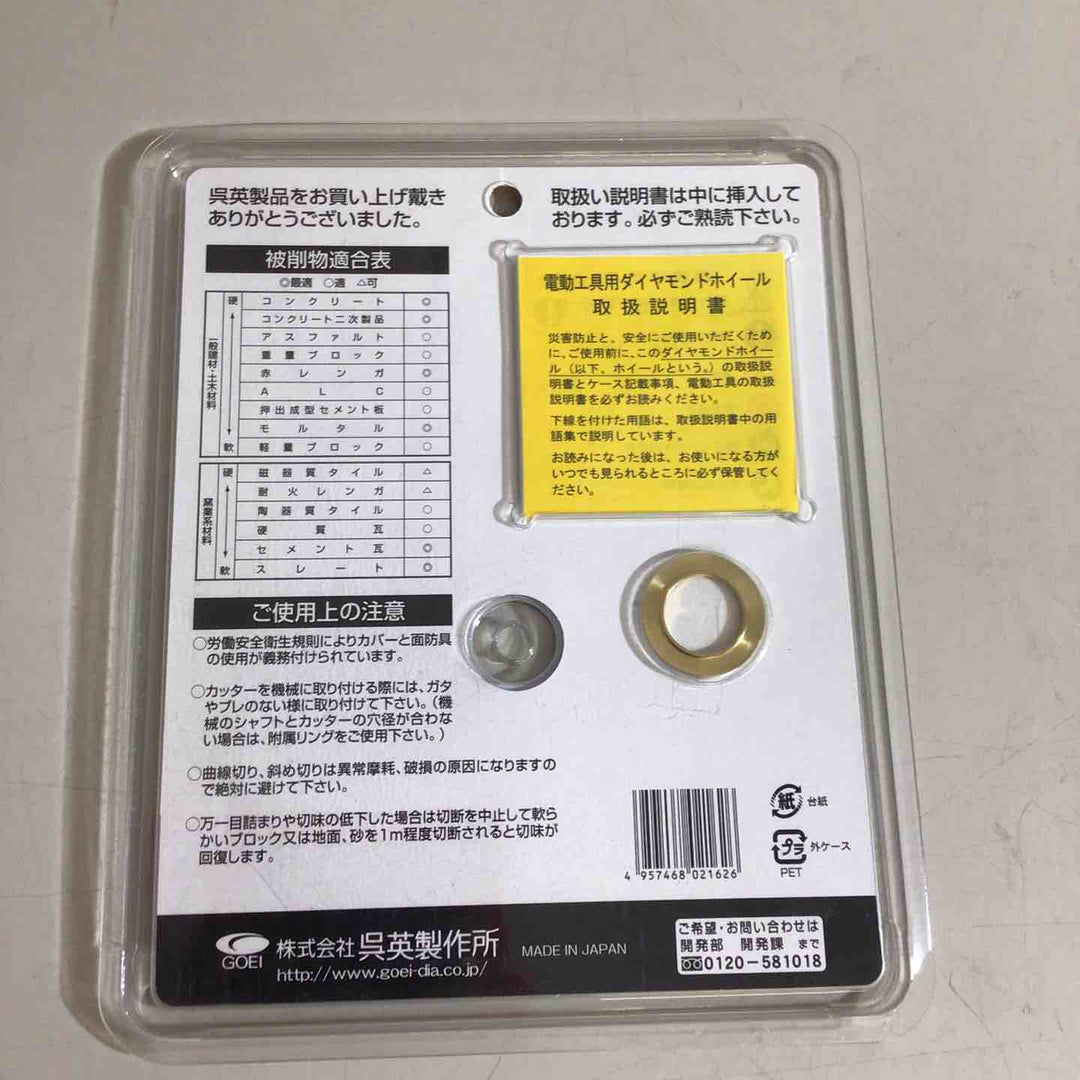 呉英製品をお買い上げ戴き
ありがとうございました。
取扱い説明書は中に挿入して
おります。必ずご熟読下さい。
被削物適合表
◎最適 ○適 △可
一般建材・土木材料
硬
軟
コンクリート ◎
コンクリート二次製品 ◎
アスファルト ○
重量ブロック ○
赤レンガ ◎
ALC ○
押出成型セメント板 ○
モルタル ◎
軽量ブロック ○
窯業系材料
硬
軟
磁器質タイル △
耐火レンガ △
陶器質タイル ○
硬質瓦 ○
セメント瓦 ◎
スレート ◎
電動工具用ダイヤモンドホイール
取扱説明書
災害防止と、安全にご使用いただくため
に、ご使用前に、このダイヤモンドホイー
ル(以下、ホイールという。)の取扱説
明書とケース記載事項、電動工具の取扱
説明書を必ずお読みください。
下線を付けた用語は、取扱説明書中の用
語集で説明しています。
お読みになった後は、お使いになる方が
いつでも見られるところに必ず保管してく
ださい。
ご使用上の注意
○労働安全衛生規則によりカバーと面防具
の使用が義務付けられています。
○カッターを機械に取り付ける際には、ガタ
やブレのない様に取り付けて下さい。(機
械のシャフトとカッターの穴径が合わな
い場合は、附属リングをご使用下さい。)
○曲線切り、斜め切りは異常摩耗、破損の原因になりますの
で絶対に避けて下さい。
○万一目詰まりや切味の低下した場合は切断を中止して軟ら
かいブロック又は地面、砂を1m程度切断されると切味が
回復します。
4 957468 021626
紙 台紙
プラ 外ケース
PET
GOEI
株式会社 呉英製作所
MADE IN JAPAN
http://www.goei-dia.co.jp/
ご希望・お問い合わせは
開発部 開発課 まで
0120-581018